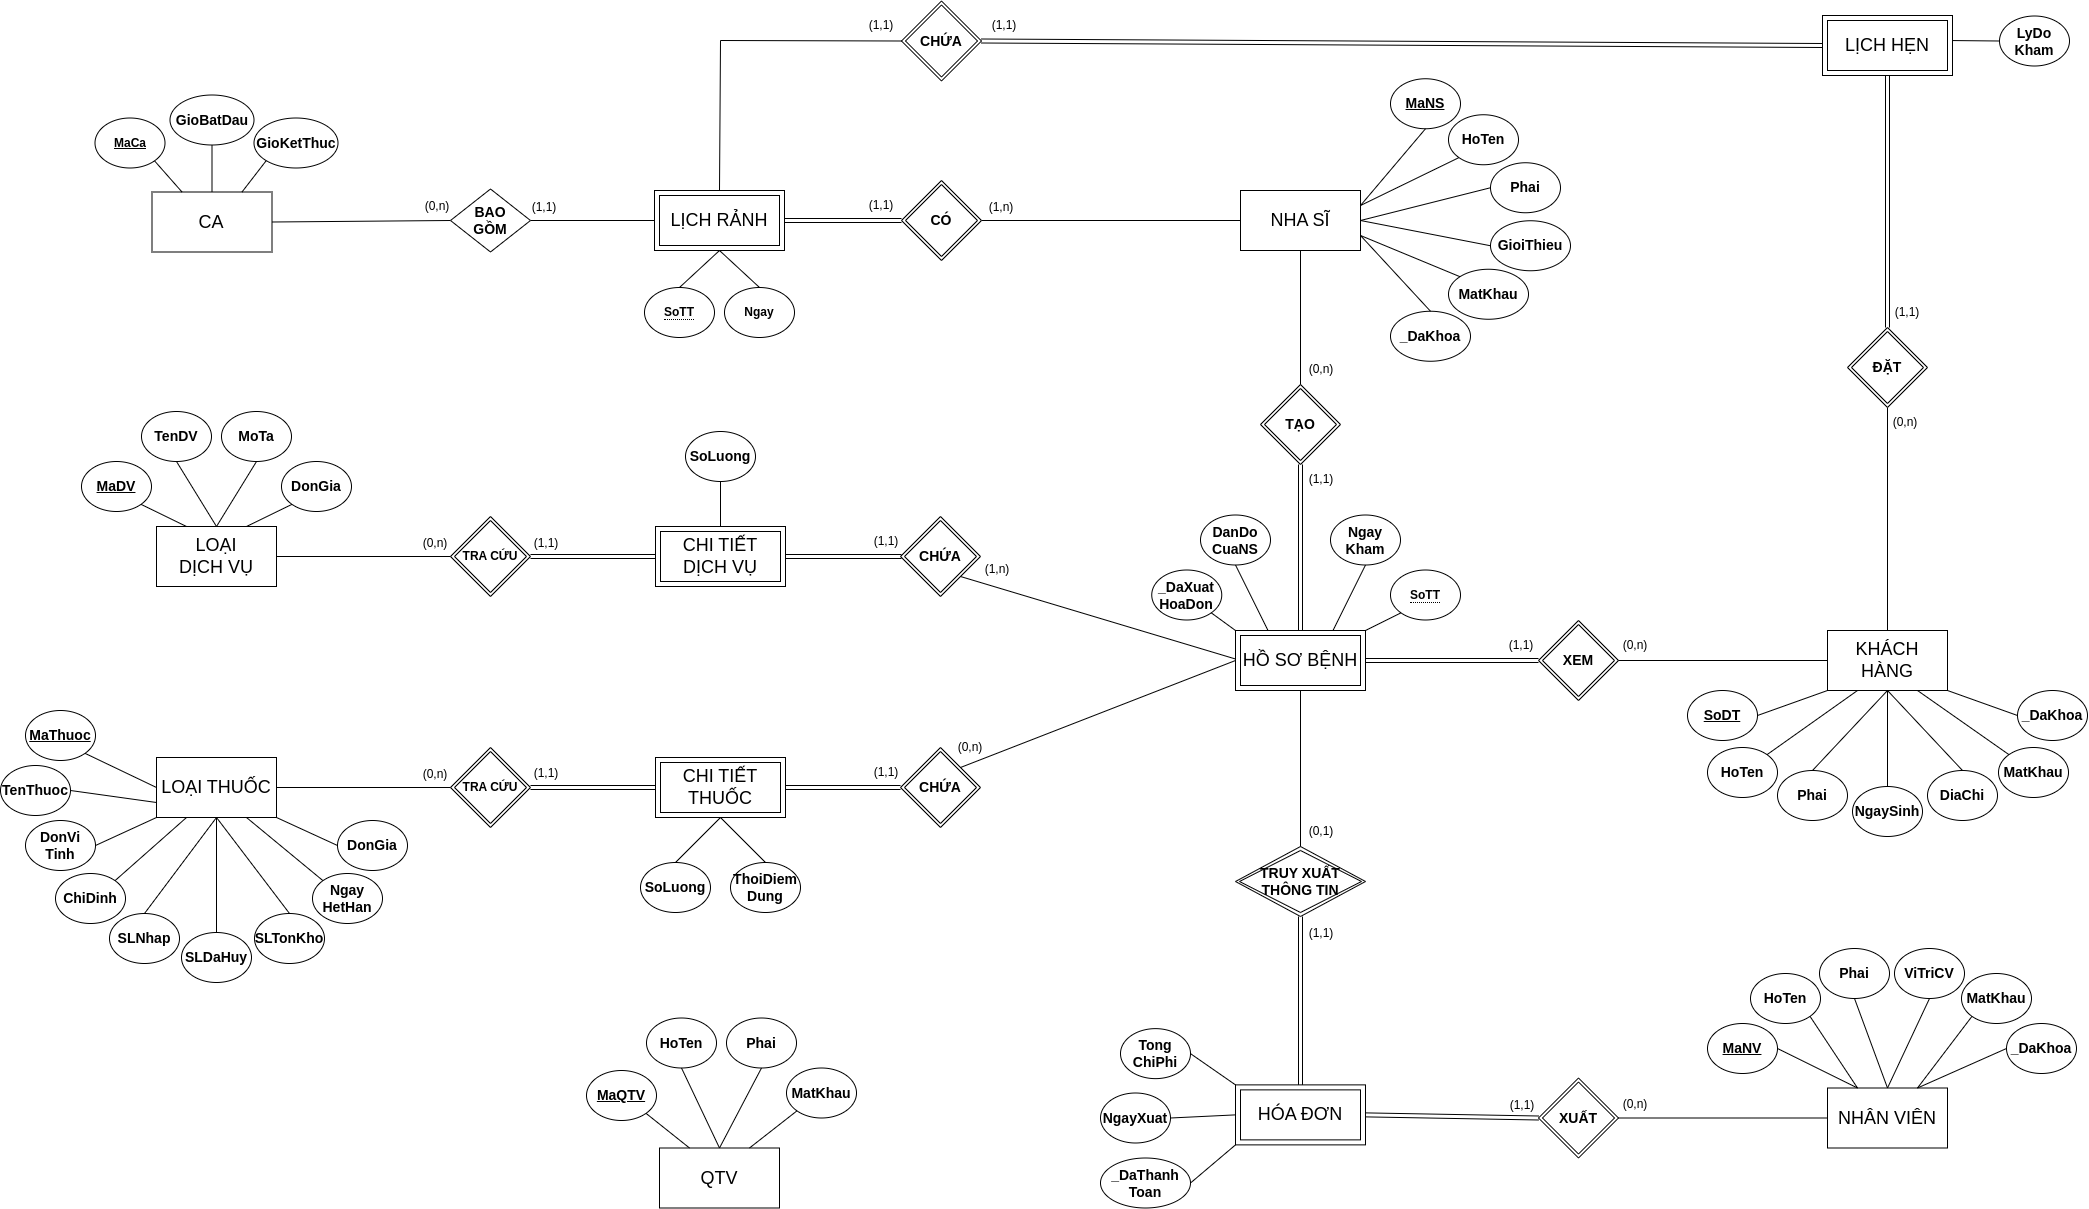 (1,1)
CHỨA
(1,1)
LỊCH HẸN
LyDo
Kham
MaCa
GioBatDau
GioKetThuc
CA
(0,n)
BAO
GỒM
(1,1)
LỊCH RẢNH
SoTT
Ngay
(1,1)
CÓ
(1,n)
NHA SĨ
MaNS
HoTen
Phai
GioiThieu
MatKhau
_DaKhoa
(1,1)
ĐẶT
(0,n)
(0,n)
TẠO
(1,1)
MaDV
TenDV
MoTa
DonGia
LOẠI
DỊCH VỤ
(0,n)
TRA CỨU
(1,1)
SoLuong
CHI TIẾT
DỊCH VỤ
(1,1)
CHỨA
(1,n)
_DaXuat
HoaDon
DanDo
CuaNS
Ngay
Kham
SoTT
HỒ SƠ BỆNH
(1,1)
XEM
(0,n)
KHÁCH
HÀNG
SoDT
HoTen
Phai
NgaySinh
DiaChi
MatKhau
_DaKhoa
MaThuoc
TenThuoc
DonVi
Tinh
ChiDinh
SLNhap
SLDaHuy
SLTonKho
Ngay
HetHan
DonGia
LOẠI THUỐC
(0,n)
TRA CỨU
(1,1)
CHI TIẾT
THUỐC
SoLuong
ThoiDiem
Dung
(1,1)
CHỨA
(0,n)
(0,1)
TRUY XUẤT
THÔNG TIN
(1,1)
MaQTV
HoTen
Phai
MatKhau
QTV
Tong
ChiPhi
NgayXuat
_DaThanh
Toan
HÓA ĐƠN
(1,1)
XUẤT
(0,n)
MaNV
HoTen
Phai
ViTriCV
MatKhau
_DaKhoa
NHÂN VIÊN